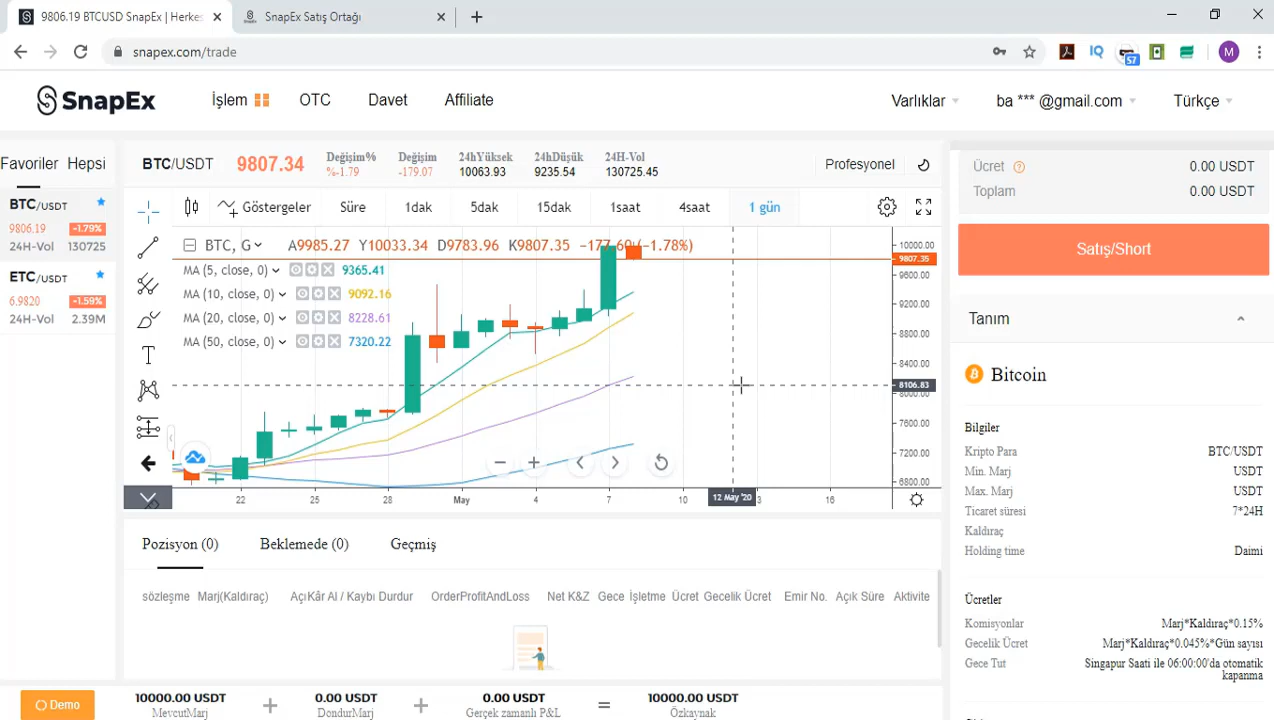 9806.19 BTCUSD SnapEx | Herkes
SnapEx Satış Ortağı
snapex.com/trade
57
M
SnapEx
İşlem
OTC
Davet
Affiliate
Varlıklar
ba *** @gmail.com
Türkçe
Favoriler
Hepsi
BTC/USDT
9806.19
-1.79%
24H-Vol
130725
ETC/USDT
6.9820
-1.59%
24H-Vol
2.39M
BTC/USDT
9807.34
Değişim%
%-1.79
Değişim
-179.07
24hYüksek
10063.93
24hDüşük
9235.54
24H-Vol
130725.45
Profesyonel
Göstergeler
Süre
1dak
5dak
15dak
1saat
4saat
1 gün
BTC, G
A9985.27 Y10033.34 D9783.96 K9807.35 -177.60 (-1.78%)
MA (5, close, 0) 9365.41
MA (10, close, 0) 9092.16
MA (20, close, 0) 8228.61
MA (50, close, 0) 7320.22
10000.00
9807.35
9600.00
9200.00
8800.00
8400.00
8106.83
8000.00
7600.00
7200.00
6800.00
22
25
28
May
4
7
10
12 May '20
3
16
Pozisyon (0)
Beklemede (0)
Geçmiş
sözleşme
Marj(Kaldıraç)
AçıKâr Al / Kaybı Durdur
OrderProfitAndLoss
Net K&Z
Gece İşletme
Ücret
Gecelik Ücret
Emir No.
Açık Süre
Aktivite
Demo
10000.00 USDT
MevcutMarj
+
0.00 USDT
DondurMarj
+
0.00 USDT
Gerçek zamanlı P&L
=
10000.00 USDT
Özkaynak
Ücret
0.00 USDT
Toplam
0.00 USDT
Satış/Short
Tanım
Bitcoin
Bilgiler
Kripto Para
BTC/USDT
Min. Marj
USDT
Max. Marj
USDT
Ticaret süresi
7*24H
Kaldıraç
Holding time
Daimi
Ücretler
Komisyonlar
Marj*Kaldıraç*0.15%
Gecelik Ücret
Marj*Kaldıraç*0.045%*Gün sayısı
Gece Tut
Singapur Saati ile 06:00:00'da otomatik
kapanma